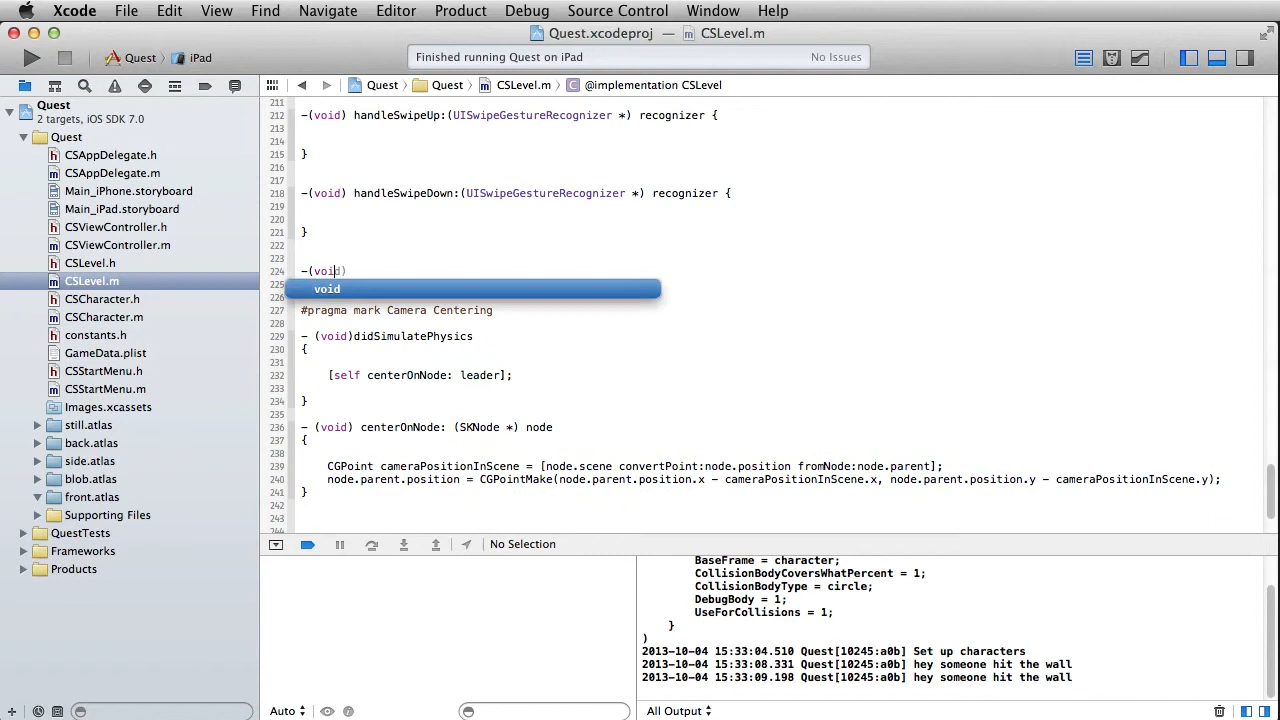 Xcode File Edit View Find Navigate Editor Product Debug Source Control Window Help
Quest.xcodeproj — CSLevel.m
Quest iPad
Finished running Quest on iPad No Issues
Quest Quest CSLevel.m @implementation CSLevel
Quest
2 targets, iOS SDK 7.0
Quest
CSAppDelegate.h
CSAppDelegate.m
Main_iPhone.storyboard
Main_iPad.storyboard
CSViewController.h
CSViewController.m
CSLevel.h
CSLevel.m
CSCharacter.h
CSCharacter.m
constants.h
GameData.plist
CSStartMenu.h
CSStartMenu.m
Images.xcassets
still.atlas
back.atlas
side.atlas
blob.atlas
front.atlas
Supporting Files
QuestTests
Frameworks
Products
211
212 -(void) handleSwipeUp:(UISwipeGestureRecognizer *) recognizer {
213
214
215 }
216
217
218 -(void) handleSwipeDown:(UISwipeGestureRecognizer *) recognizer {
219
220
221 }
222
223
224 -(void)
225 void
226
227 #pragma mark Camera Centering
228
229 - (void)didSimulatePhysics
230 {
231
232 [self centerOnNode: leader];
233
234 }
235
236 - (void) centerOnNode: (SKNode *) node
237 {
238
239 CGPoint cameraPositionInScene = [node.scene convertPoint:node.position fromNode:node.parent];
240 node.parent.position = CGPointMake(node.parent.position.x - cameraPositionInScene.x, node.parent.position.y - cameraPositionInScene.y);
241 }
242
243
244
No Selection
BaseFrame = character;
CollisionBodyCoversWhatPercent = 1;
CollisionBodyType = circle;
DebugBody = 1;
UseForCollisions = 1;
}
)
2013-10-04 15:33:04.510 Quest[10245:a0b] Set up characters
2013-10-04 15:33:08.331 Quest[10245:a0b] hey someone hit the wall
2013-10-04 15:33:09.198 Quest[10245:a0b] hey someone hit the wall
Auto
All Output